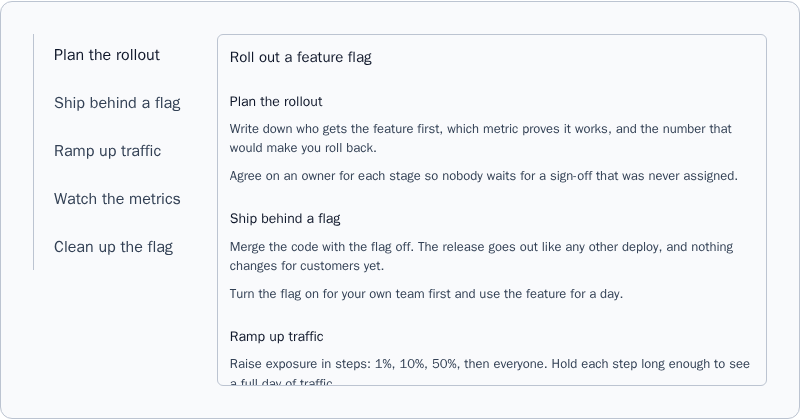 Plan the rollout
Ship behind a flag
Ramp up traffic
Watch the metrics
Clean up the flag
Roll out a feature flag
Plan the rollout
Write down who gets the feature first, which metric proves it works, and the number that
would make you roll back.
Agree on an owner for each stage so nobody waits for a sign-off that was never assigned.
Ship behind a flag
Merge the code with the flag off. The release goes out like any other deploy, and nothing
changes for customers yet.
Turn the flag on for your own team first and use the feature for a day.
Ramp up traffic
Raise exposure in steps: 1%, 10%, 50%, then everyone. Hold each step long enough to see
a full day of traffic